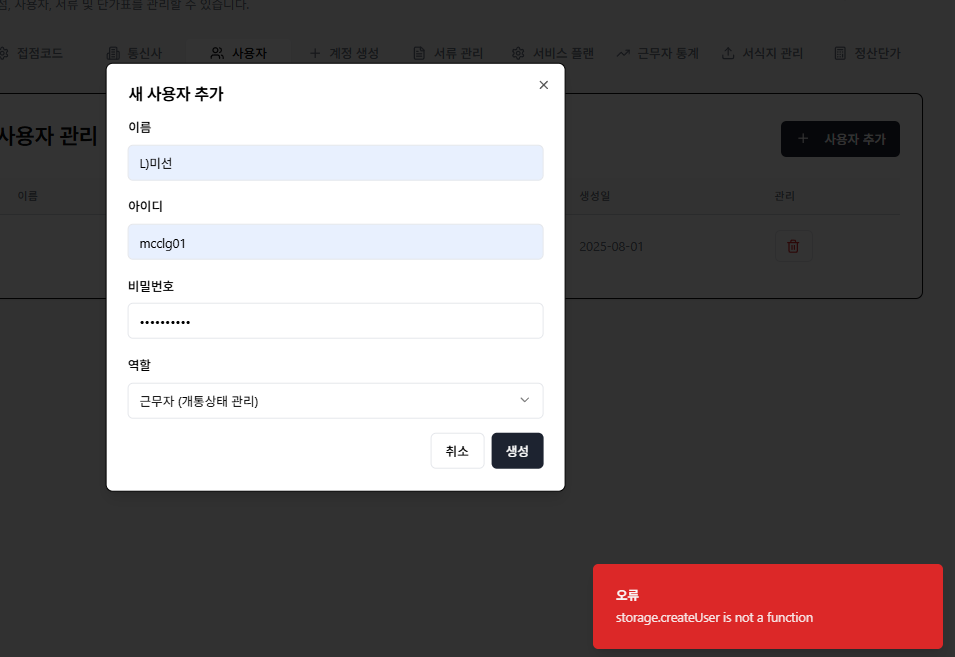 성, 사용자, 서류 및 단가표를 관리할 수 있습니다.
접점코드
통신사
사용자
계정 생성
서류 관리
서비스 플랜
근무자 통계
서식지 관리
정산단가
사용자 관리
사용자 추가
이름
생성일
관리
2025-08-01
새 사용자 추가
이름
L)미선
아이디
mcclg01
비밀번호
••••••••••
역할
근무자 (개통상태 관리)
취소
생성
오류
storage.createUser is not a function